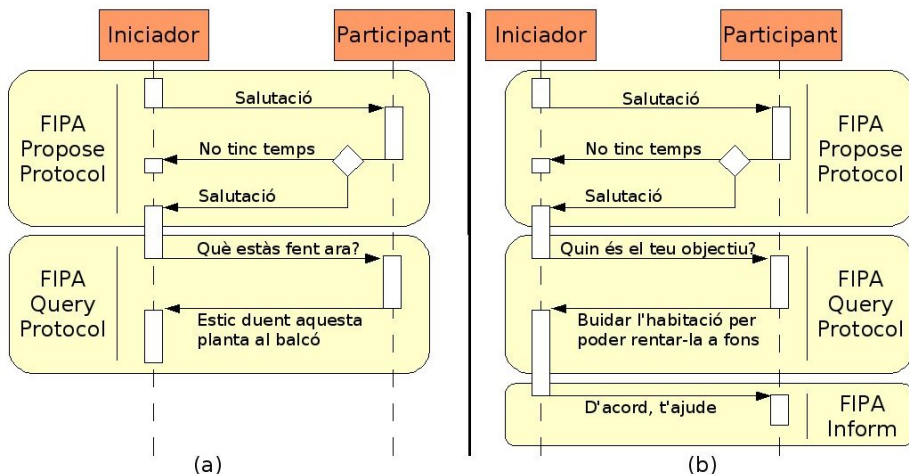 Iniciador
Participant
FIPA
Propose
Protocol
Salutació
No tinc temps
Salutació
FIPA
Query
Protocol
Què estàs fent ara?
Estic duent aquesta
planta al balcó
(a)
Iniciador
Participant
Salutació
No tinc temps
Salutació
FIPA
Propose
Protocol
Quin és el teu objectiu?
Buidar l'habitació per
poder rentar-la a fons
FIPA
Query
Protocol
D'acord, t'ajude
FIPA
Inform
(b)